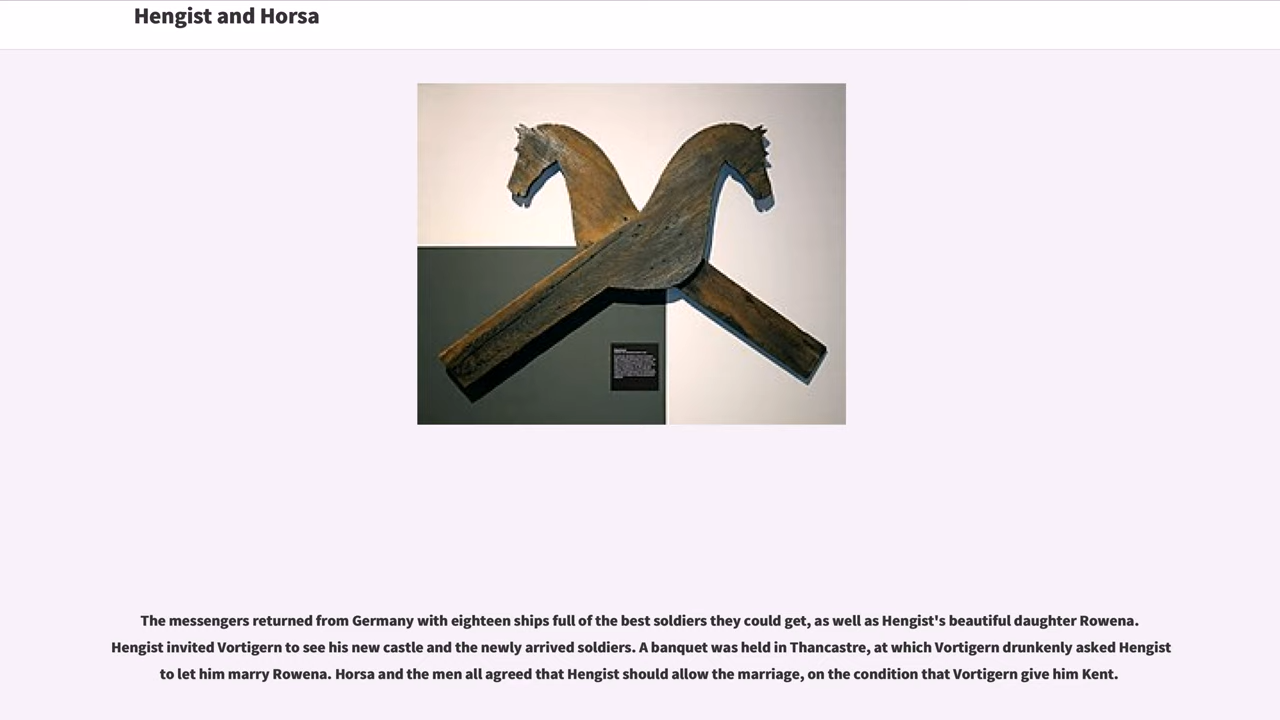 Hengist and Horsa
The messengers returned from Germany with eighteen ships full of the best soldiers they could get, as well as Hengist's beautiful daughter Rowena.
Hengist invited Vortigern to see his new castle and the newly arrived soldiers. A banquet was held in Thancastre, at which Vortigern drunkenly asked Hengist
to let him marry Rowena. Horsa and the men all agreed that Hengist should allow the marriage, on the condition that Vortigern give him Kent.